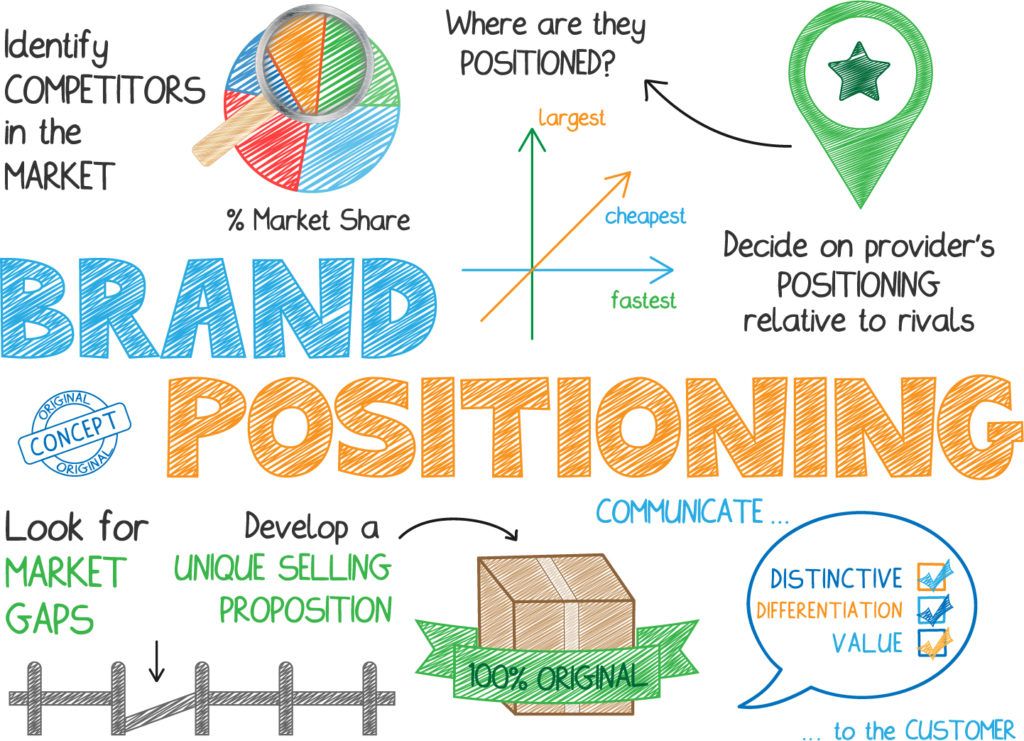 Identify
COMPETITORS
in the
MARKET
% Market Share
Where are they
POSITIONED?
largest
cheapest
fastest
Decide on provider's
POSITIONING
relative to rivals
BRAND
POSITIONING
ORIGINAL
CONCEPT
ORIGINAL
Look for
MARKET
GAPS
Develop a
UNIQUE SELLING
PROPOSITION
100% ORIGINAL
COMMUNICATE ...
DISTINCTIVE
DIFFERENTIATION
VALUE
... to the CUSTOMER